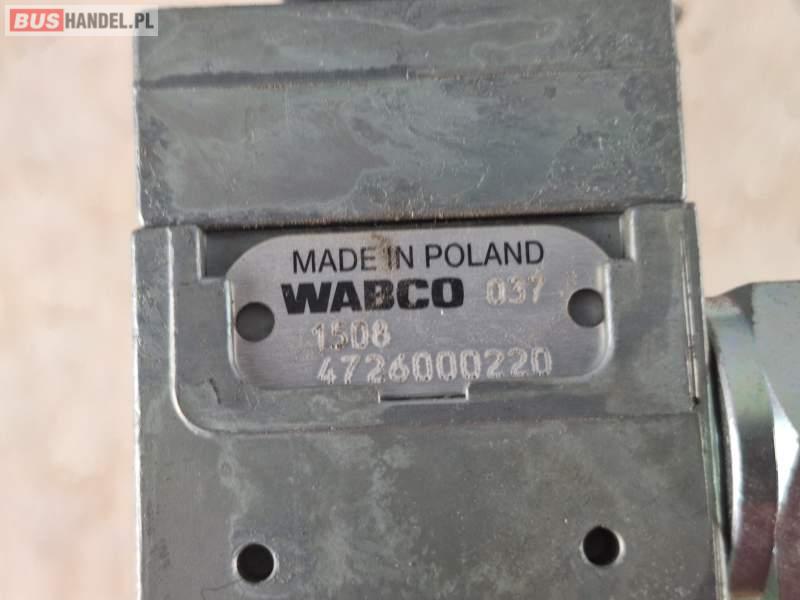 BUSHANDEL.PL
MADE IN POLAND
WABCO 037
1508
4726000220